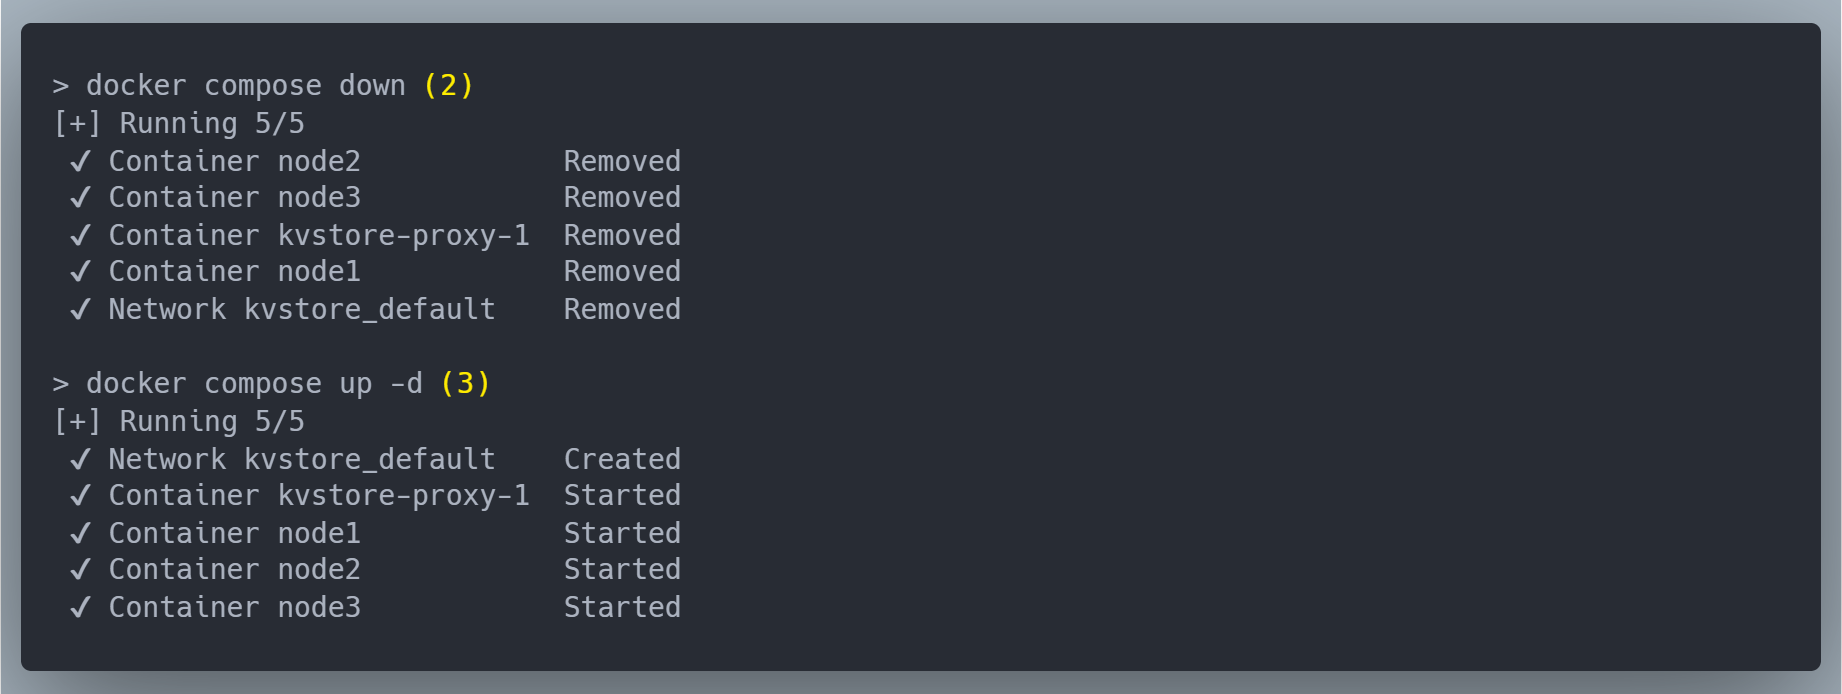 > docker compose down (2)
[+] Running 5/5
✔ Container node2 Removed
✔ Container node3 Removed
✔ Container kvstore-proxy-1 Removed
✔ Container node1 Removed
✔ Network kvstore_default Removed
> docker compose up -d (3)
[+] Running 5/5
✔ Network kvstore_default Created
✔ Container kvstore-proxy-1 Started
✔ Container node1 Started
✔ Container node2 Started
✔ Container node3 Started